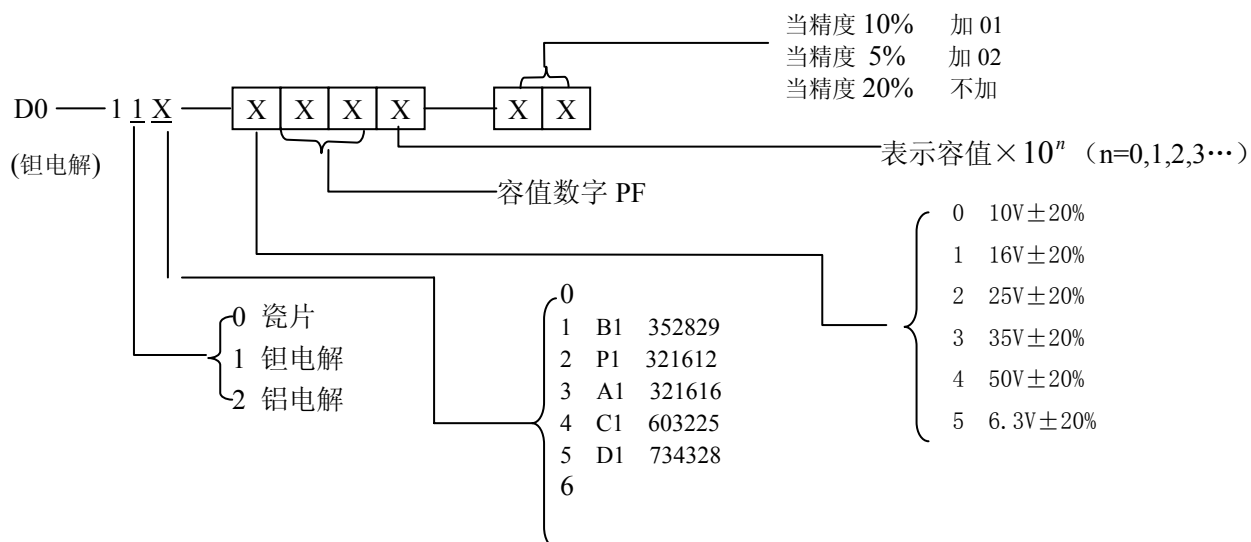 当精度 10% 加 01
当精度 5% 加 02
当精度 20% 不加
D0 1 1 X X X X X X X
(钽电解)
表示容值×10ⁿ (n=0,1,2,3…)
容值数字 PF
0 10V±20%
1 16V±20%
2 25V±20%
3 35V±20%
4 50V±20%
5 6.3V±20%
0 瓷片
1 钽电解
2 铝电解
0
1 B1 352829
2 P1 321612
3 A1 321616
4 C1 603225
5 D1 734328
6